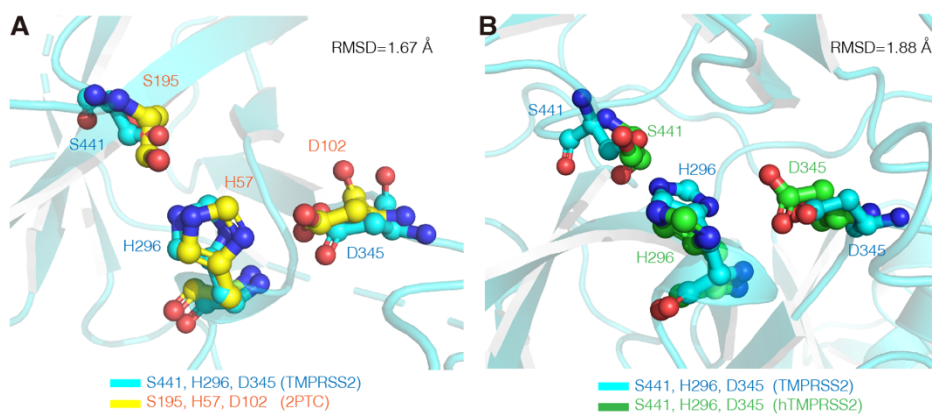 A
RMSD=1.67 Å
S195
S441
D102
H57
H296
D345
S441, H296, D345 (TMPRSS2)
S195, H57, D102 (2PTC)
B
RMSD=1.88 Å
S441
S441
H296
D345
H296
D345
S441, H296, D345 (TMPRSS2)
S441, H296, D345 (hTMPRSS2)